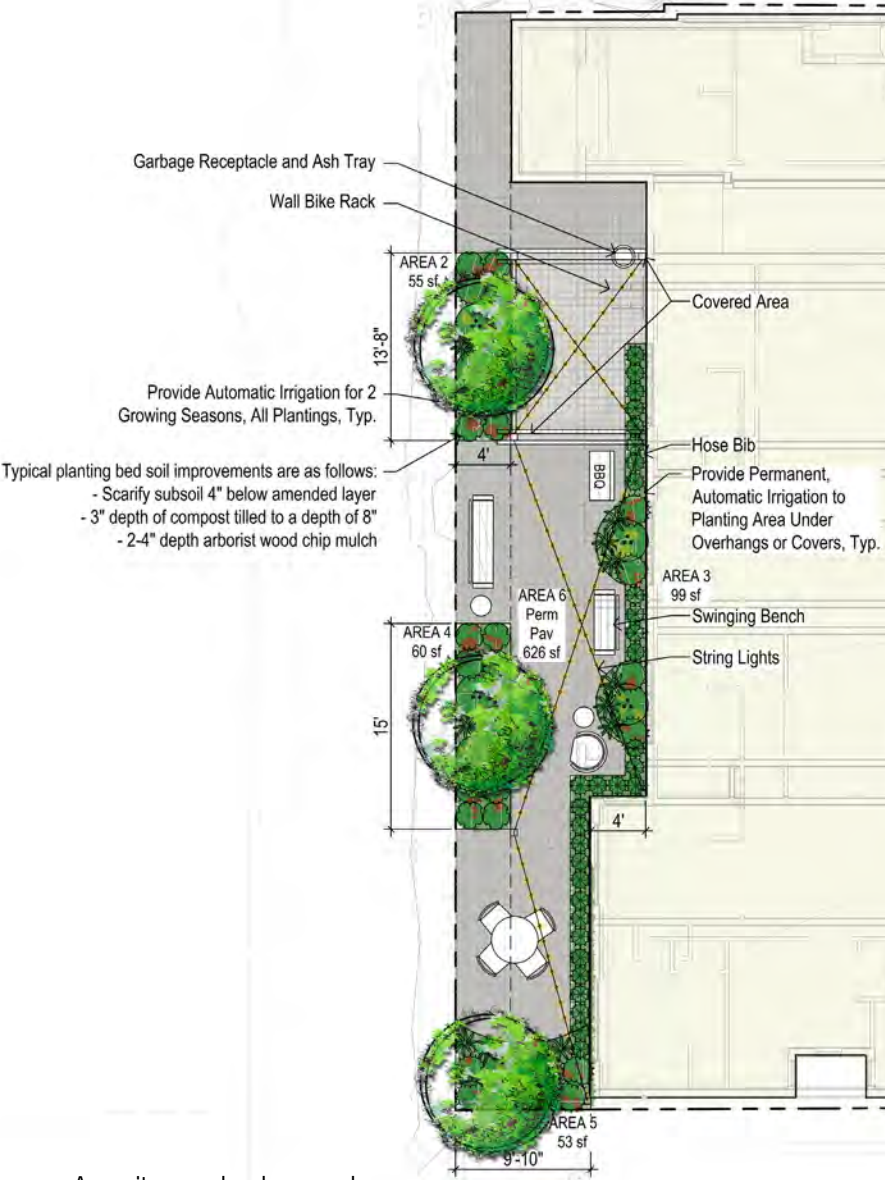 Garbage Receptacle and Ash Tray
Wall Bike Rack
AREA 2
55 sf
Covered Area
13'-8"
Provide Automatic Irrigation for 2
Growing Seasons, All Plantings, Typ.
4'
Typical planting bed soil improvements are as follows:
- Scarify subsoil 4" below amended layer
- 3" depth of compost tilled to a depth of 8"
- 2-4" depth arborist wood chip mulch
BBQ
Hose Bib
Provide Permanent,
Automatic Irrigation to
Planting Area Under
Overhangs or Covers, Typ.
AREA 3
99 sf
AREA 6
Perm
Pav
626 sf
Swinging Bench
AREA 4
60 sf
String Lights
15'
4'
AREA 5
53 sf
9'-10"